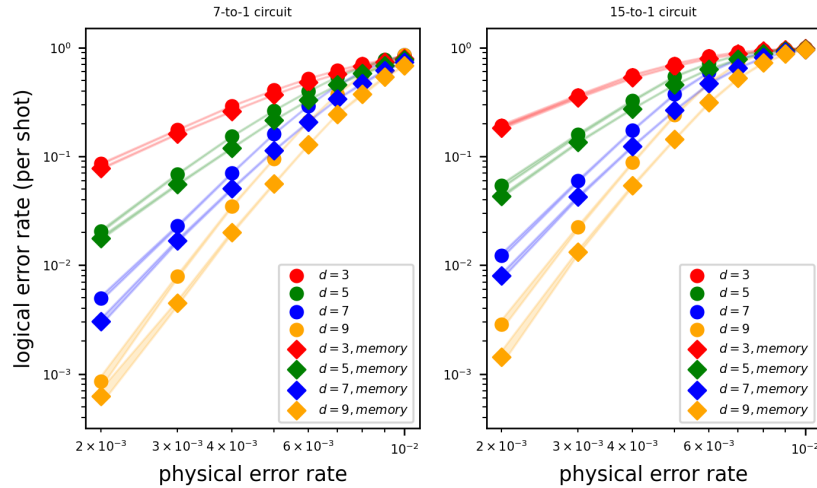 7-to-1 circuit
15-to-1 circuit
logical error rate (per shot)
10⁰
10⁻¹
10⁻²
10⁻³
d = 3
d = 5
d = 7
d = 9
d = 3, memory
d = 5, memory
d = 7, memory
d = 9, memory
2 × 10⁻³
3 × 10⁻³
4 × 10⁻³
6 × 10⁻³
10⁻²
physical error rate
10⁰
10⁻¹
10⁻²
10⁻³
d = 3
d = 5
d = 7
d = 9
d = 3, memory
d = 5, memory
d = 7, memory
d = 9, memory
2 × 10⁻³
3 × 10⁻³
4 × 10⁻³
6 × 10⁻³
10⁻²
physical error rate